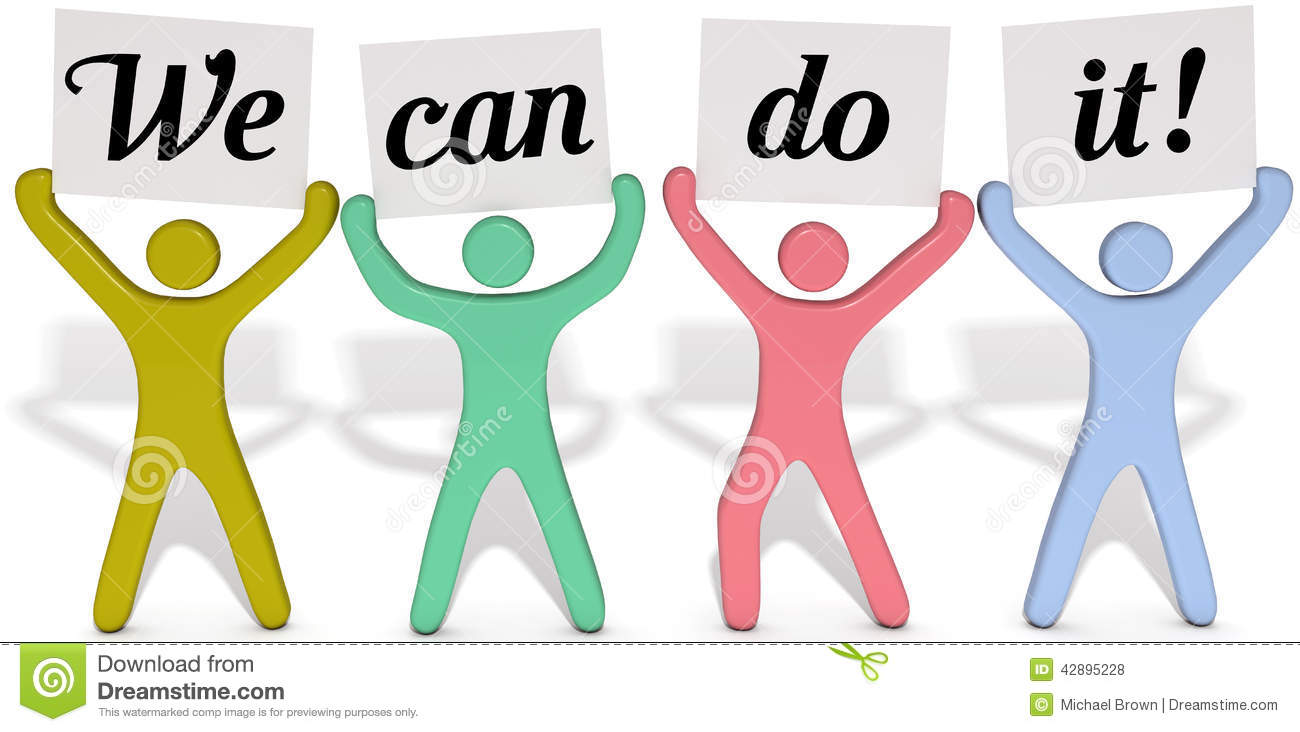 We can do it!
Download from
Dreamstime.com
This watermarked comp image is for previewing purposes only.
ID 42895228
© Michael Brown | Dreamstime.com